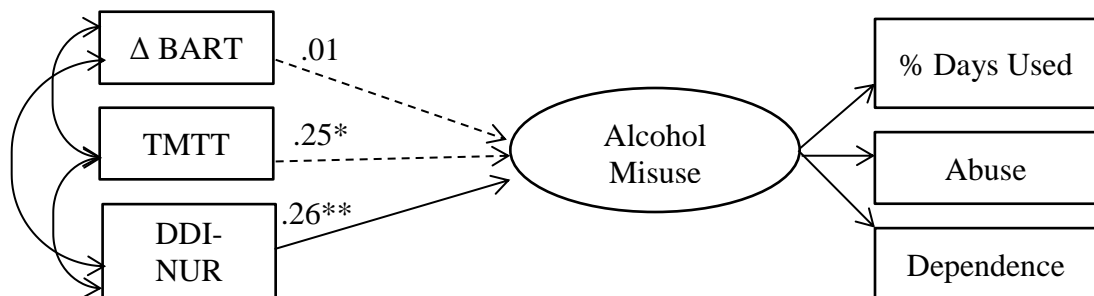 Δ BART
.01
% Days Used
TMTT
.25*
Alcohol
Misuse
Abuse
DDI-
NUR
.26**
Dependence